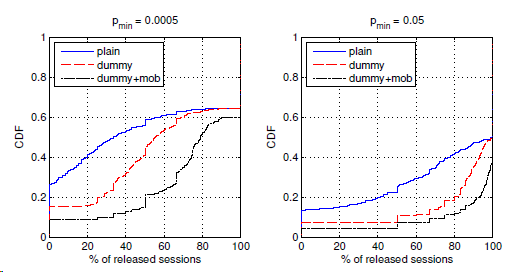 p_min = 0.0005
plain
dummy
dummy+mob
CDF
1
0.8
0.6
0.4
0.2
0
0 20 40 60 80 100
% of released sessions
p_min = 0.05
plain
dummy
dummy+mob
CDF
1
0.8
0.6
0.4
0.2
0
0 20 40 60 80 100
% of released sessions